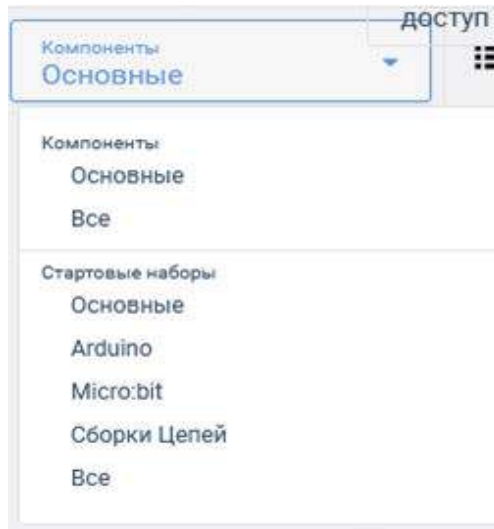 доступ
Компоненты
Основные
Компоненты
Основные
Все
Стартовые наборы
Основные
Arduino
Micro:bit
Сборки Цепей
Все